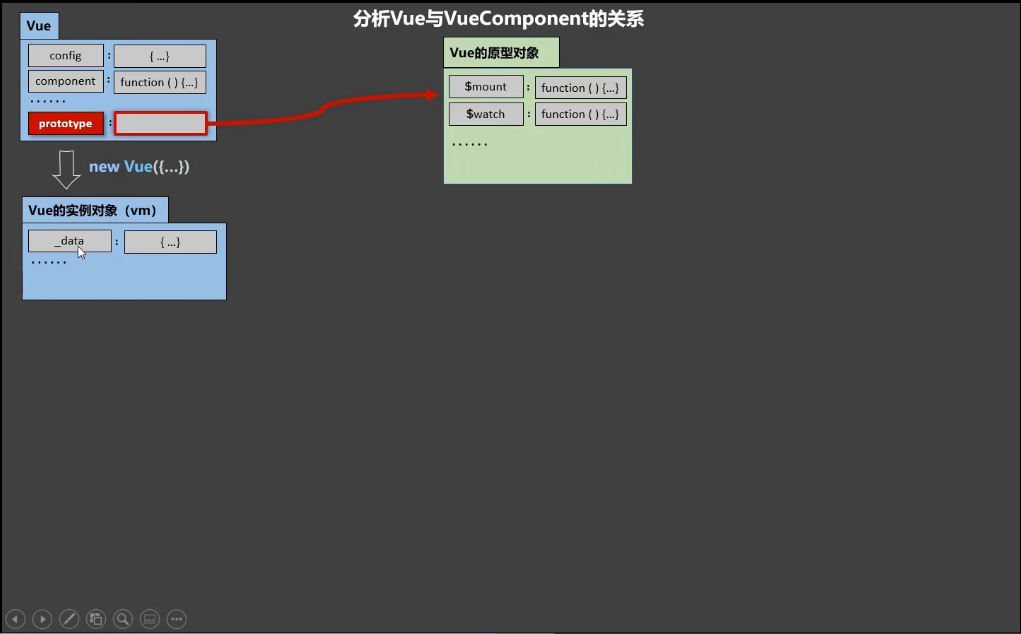 分析Vue与VueComponent的关系
Vue
config : { ...}
component : function ( ) {...}
······
prototype :
new Vue({...})
Vue的实例对象（vm）
_data : { ...}
······
Vue的原型对象
$mount : function ( ) {...}
$watch : function ( ) {...}
······